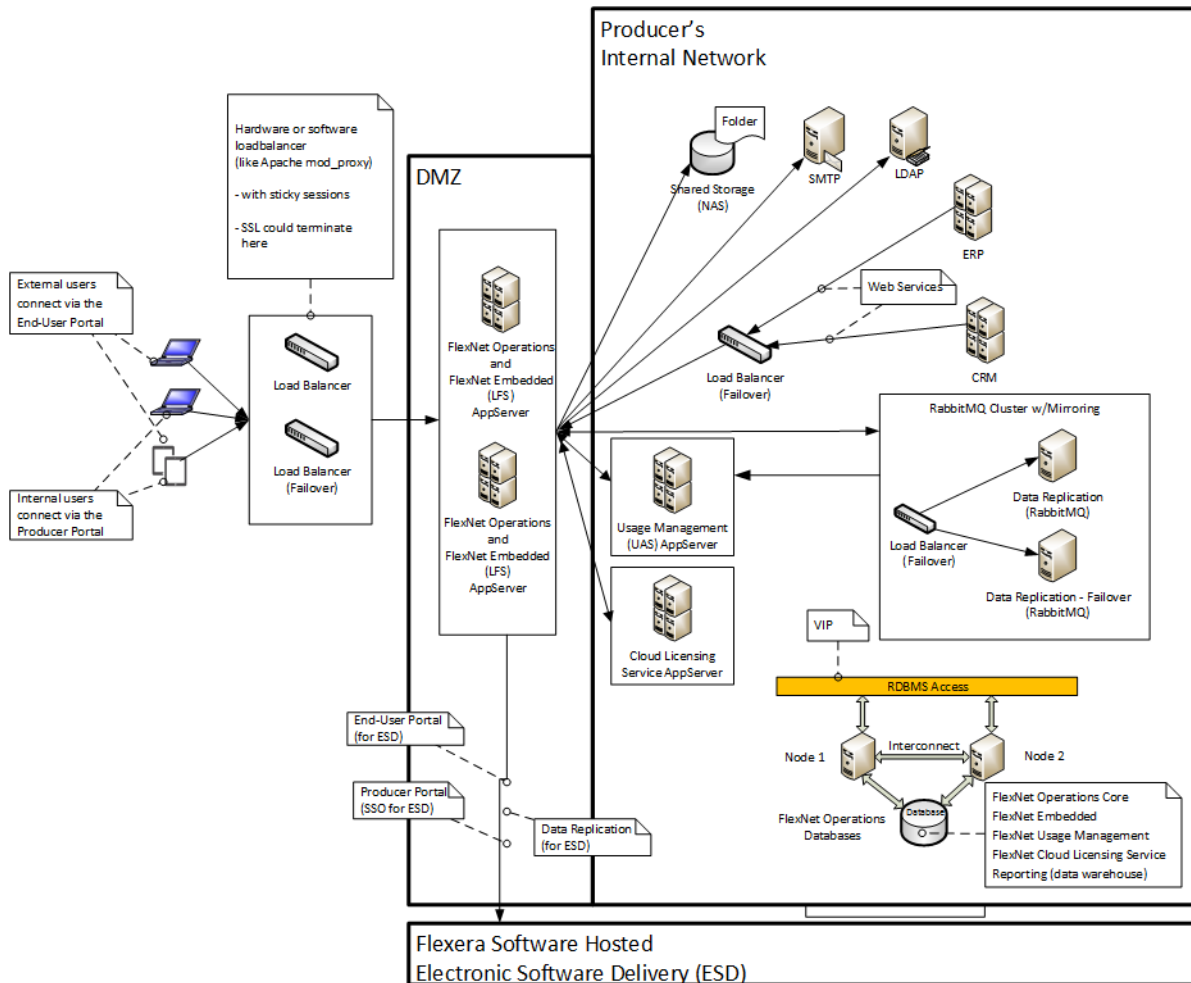 Producer's
Internal Network
Hardware or software
loadbalancer
(like Apache mod_proxy)
- with sticky sessions
- SSL could terminate
here
DMZ
Folder
Shared Storage
(NAS)
SMTP
LDAP
ERP
External users
connect via the
End-User Portal
Web Services
FlexNet Operations
and
FlexNet Embedded
(LFS)
AppServer
Load Balancer
Load Balancer
(Failover)
CRM
RabbitMQ Cluster w/Mirroring
Load Balancer
(Failover)
Internal users
connect via the
Producer Portal
FlexNet Operations
and
FlexNet Embedded
(LFS)
AppServer
Usage Management
(UAS) AppServer
Data Replication
(RabbitMQ)
Load Balancer
(Failover)
Data Replication - Failover
(RabbitMQ)
Cloud Licensing
Service AppServer
VIP
RDBMS Access
End-User Portal
(for ESD)
Node 1
Interconnect
Node 2
Producer Portal
(SSO for ESD)
Data Replication
(for ESD)
FlexNet Operations
Databases
Database
FlexNet Operations Core
FlexNet Embedded
FlexNet Usage Management
FlexNet Cloud Licensing Service
Reporting (data warehouse)
Flexera Software Hosted
Electronic Software Delivery (ESD)